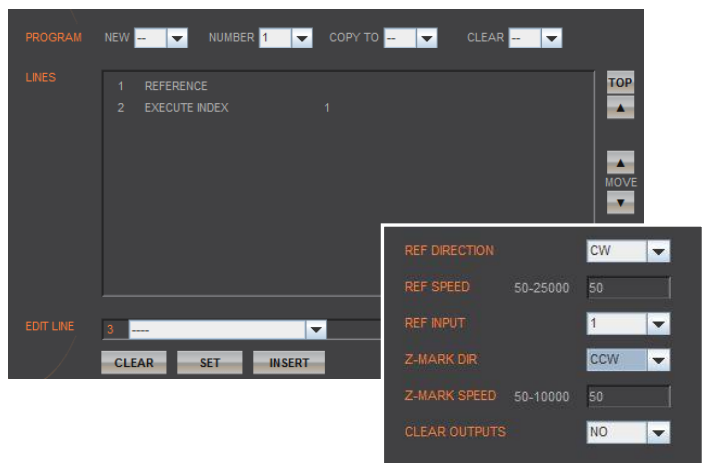 PROGRAM NEW -- NUMBER 1 COPY TO -- CLEAR --
LINES
1 REFERENCE
2 EXECUTE INDEX 1
TOP
MOVE
EDIT LINE 3 ----
CLEAR SET INSERT
REF DIRECTION CW
REF SPEED 50-25000 50
REF INPUT 1
Z-MARK DIR CCW
Z-MARK SPEED 50-10000 50
CLEAR OUTPUTS NO